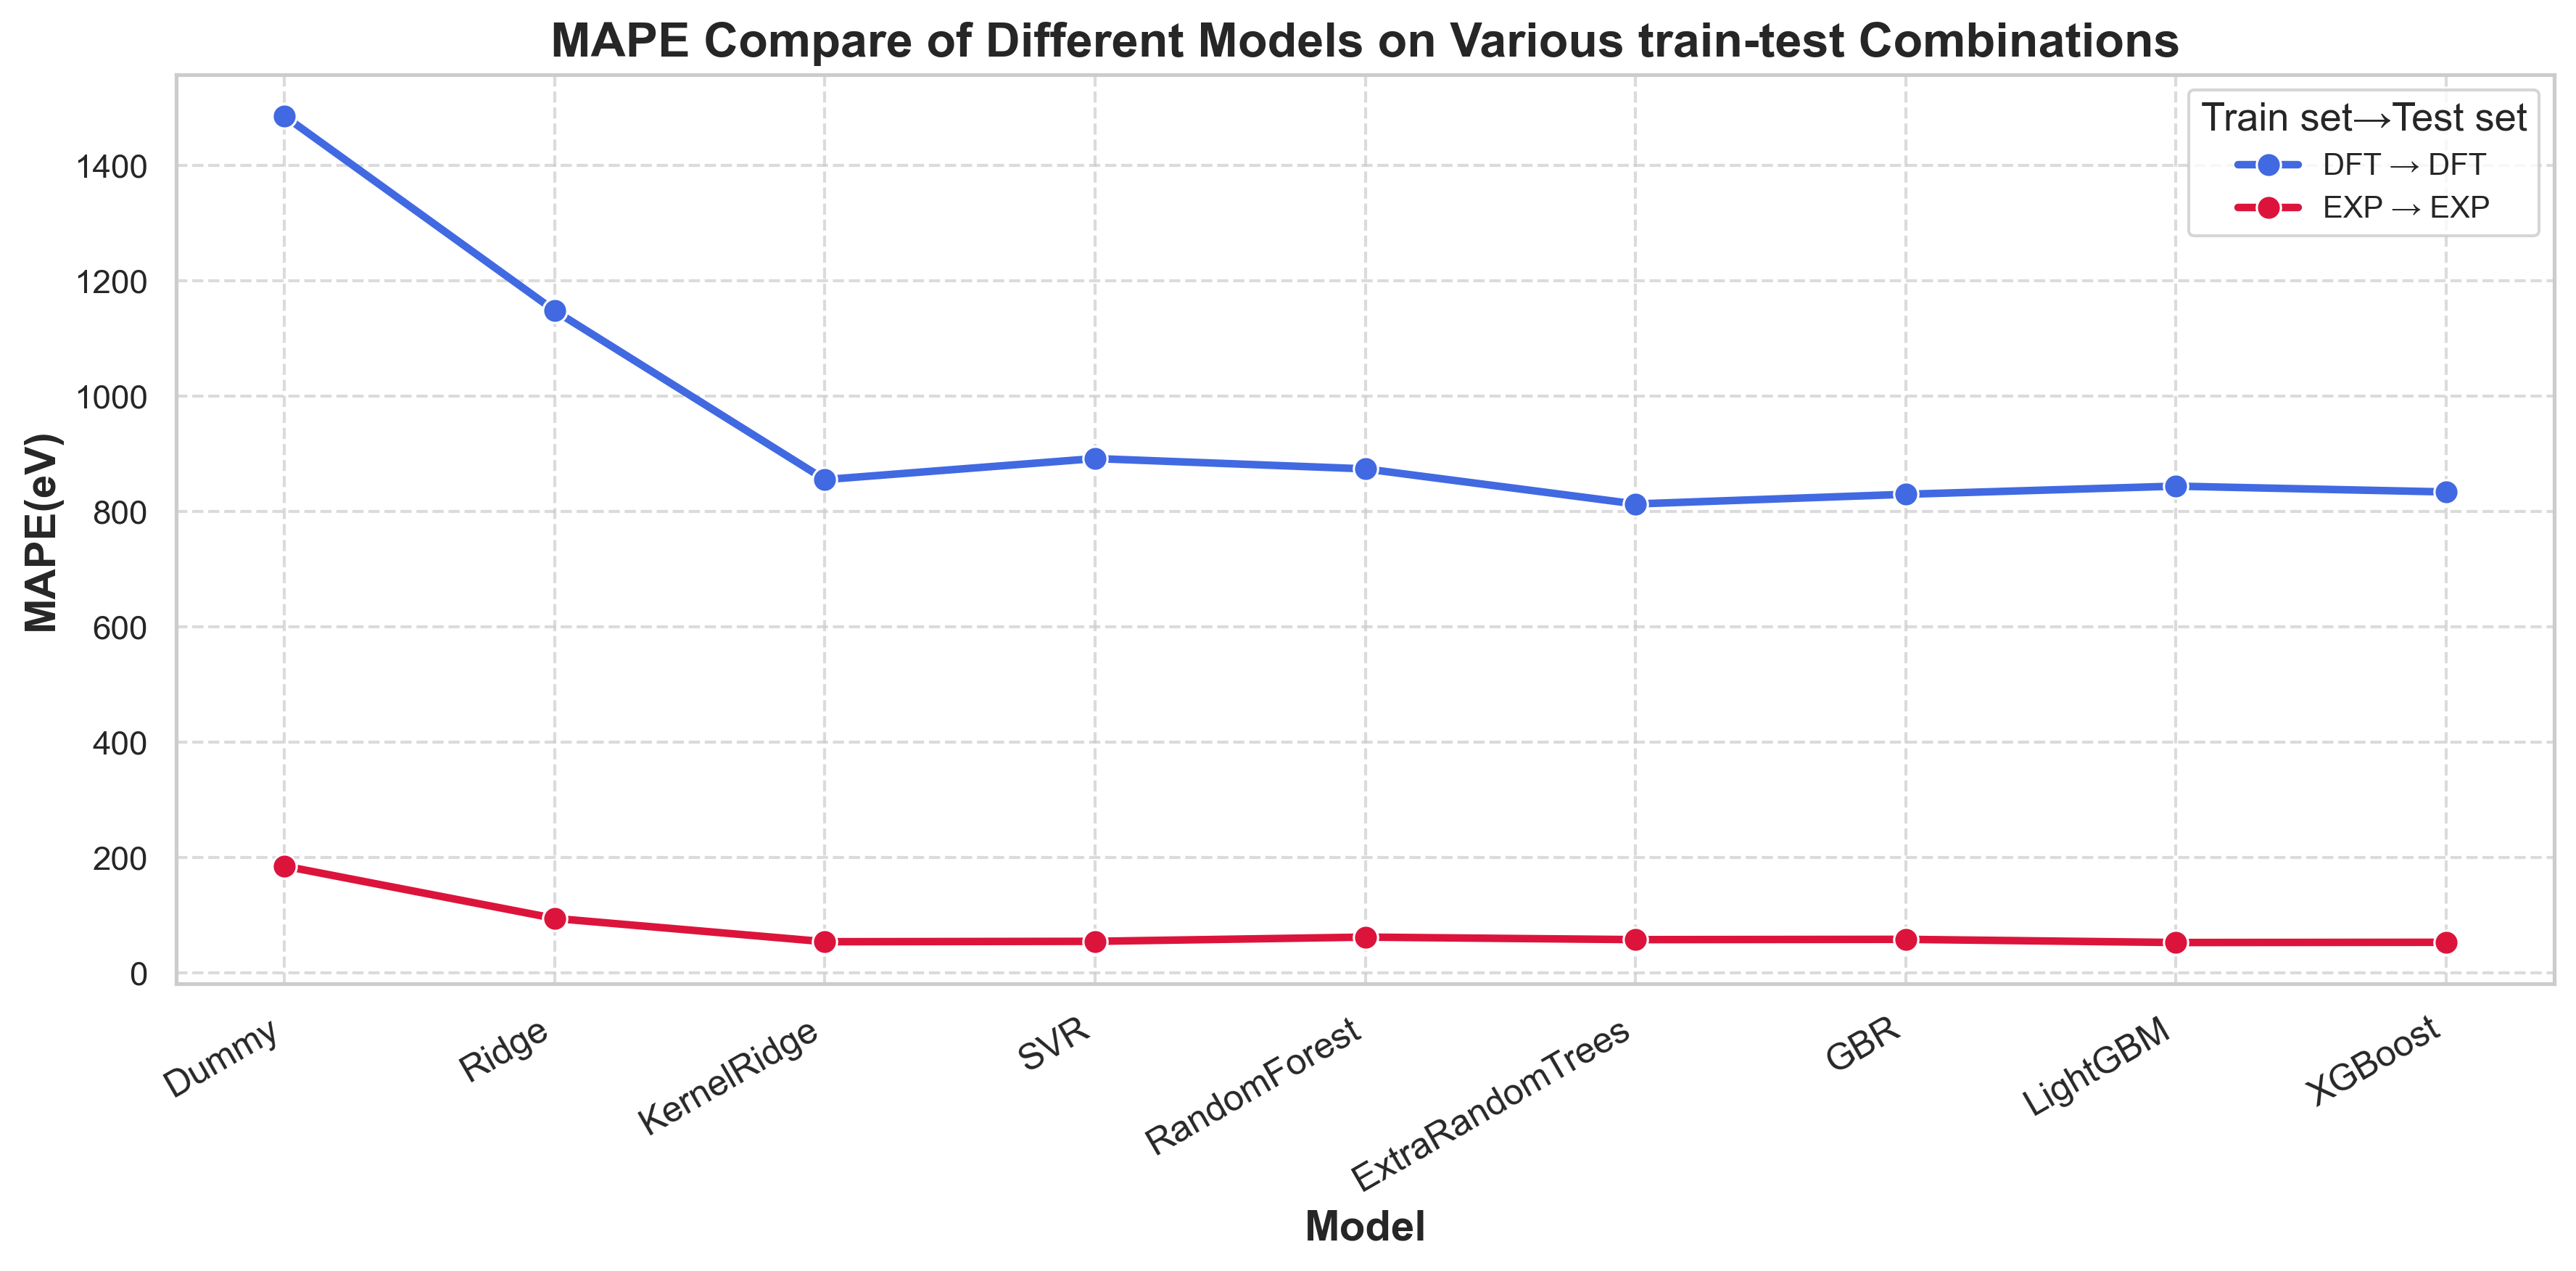 MAPE Compare of Different Models on Various train-test Combinations
Train set→Test set
DFT → DFT
EXP → EXP
MAPE(eV)
1400
1200
1000
800
600
400
200
0
Dummy
Ridge
KernelRidge
SVR
RandomForest
ExtraRandomTrees
GBR
LightGBM
XGBoost
Model